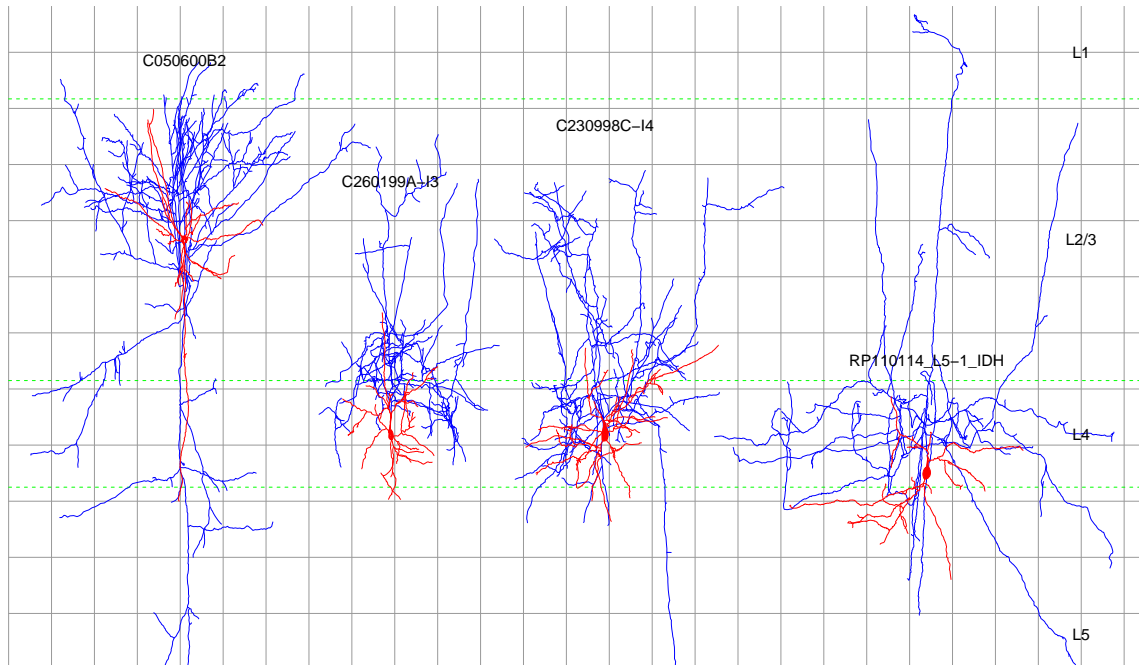 L1
C050600B2
C230998C−I4
C260199A−I3
L2/3
RP110114_L5−1_IDH
L4
L5